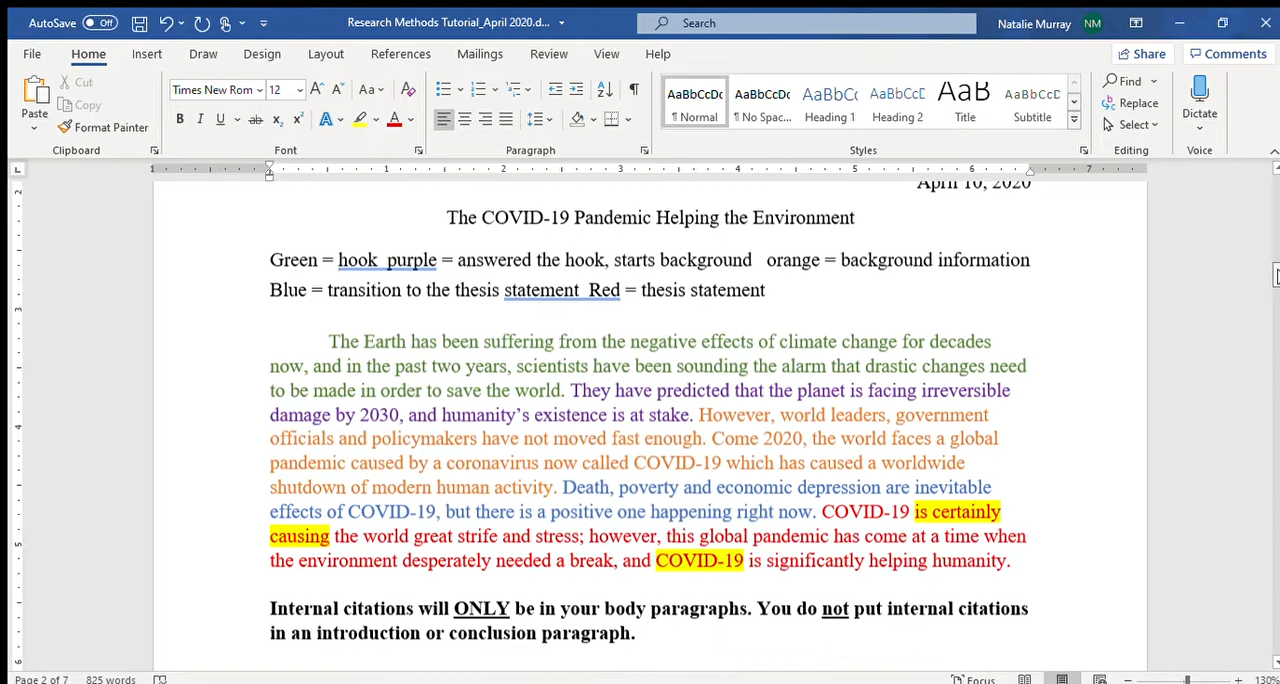 AutoSave Off Research Methods Tutorial_April 2020.d... Search Natalie Murray NM
File Home Insert Draw Design Layout References Mailings Review View Help Share Comments
Paste Cut Copy Format Painter
Times New Rom 12 Aa
B I U ab x₂ x² A A
AaBbCcDc AaBbCcDc AaBbCc AaBbCcD AaB AaBbCcD
¶ Normal ¶ No Spac... Heading 1 Heading 2 Title Subtitle
Find Replace Select Dictate
Clipboard Font Paragraph Styles Editing Voice
1 1 2 3 4 5 6 7
April 10, 2020
The COVID-19 Pandemic Helping the Environment
Green = hook purple = answered the hook, starts background orange = background information
Blue = transition to the thesis statement Red = thesis statement
The Earth has been suffering from the negative effects of climate change for decades
now, and in the past two years, scientists have been sounding the alarm that drastic changes need
to be made in order to save the world. They have predicted that the planet is facing irreversible
damage by 2030, and humanity’s existence is at stake. However, world leaders, government
officials and policymakers have not moved fast enough. Come 2020, the world faces a global
pandemic caused by a coronavirus now called COVID-19 which has caused a worldwide
shutdown of modern human activity. Death, poverty and economic depression are inevitable
effects of COVID-19, but there is a positive one happening right now. COVID-19 is certainly
causing the world great strife and stress; however, this global pandemic has come at a time when
the environment desperately needed a break, and COVID-19 is significantly helping humanity.
Internal citations will ONLY be in your body paragraphs. You do not put internal citations
in an introduction or conclusion paragraph.
Page 2 of 7 825 words Focus 130%